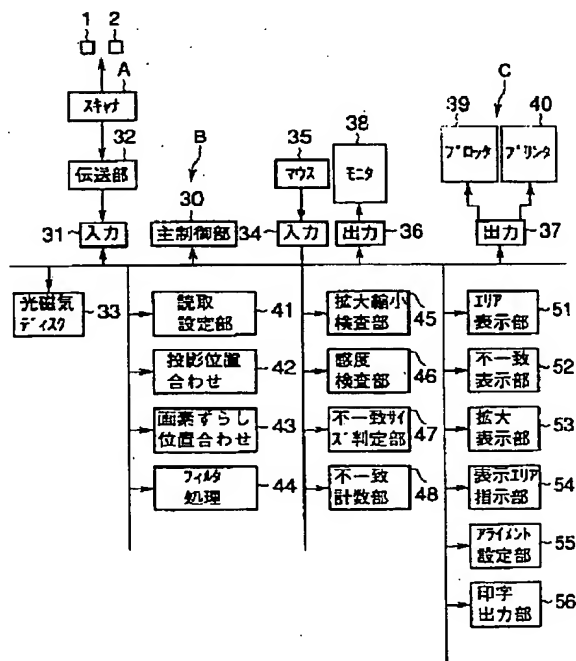 1 2
A
スキャナ
32
伝送部
31
入力
B
30
主制御部
35
マウス
34
入力
38
モニタ
出力
36
C
39
プロッタ
40
プリンタ
出力
37
光磁気
ディスク
33
読取
設定部
41
投影位置
合わせ
42
画素ずらし
位置合わせ
43
フィルタ
処理
44
拡大縮小
検査部
45
感度
検査部
46
不一致サイ
ズ判定部
47
不一致
計数部
48
エリア
表示部
51
不一致
表示部
52
拡大
表示部
53
表示エリア
指示部
54
アライメント
設定部
55
印字
出力部
56